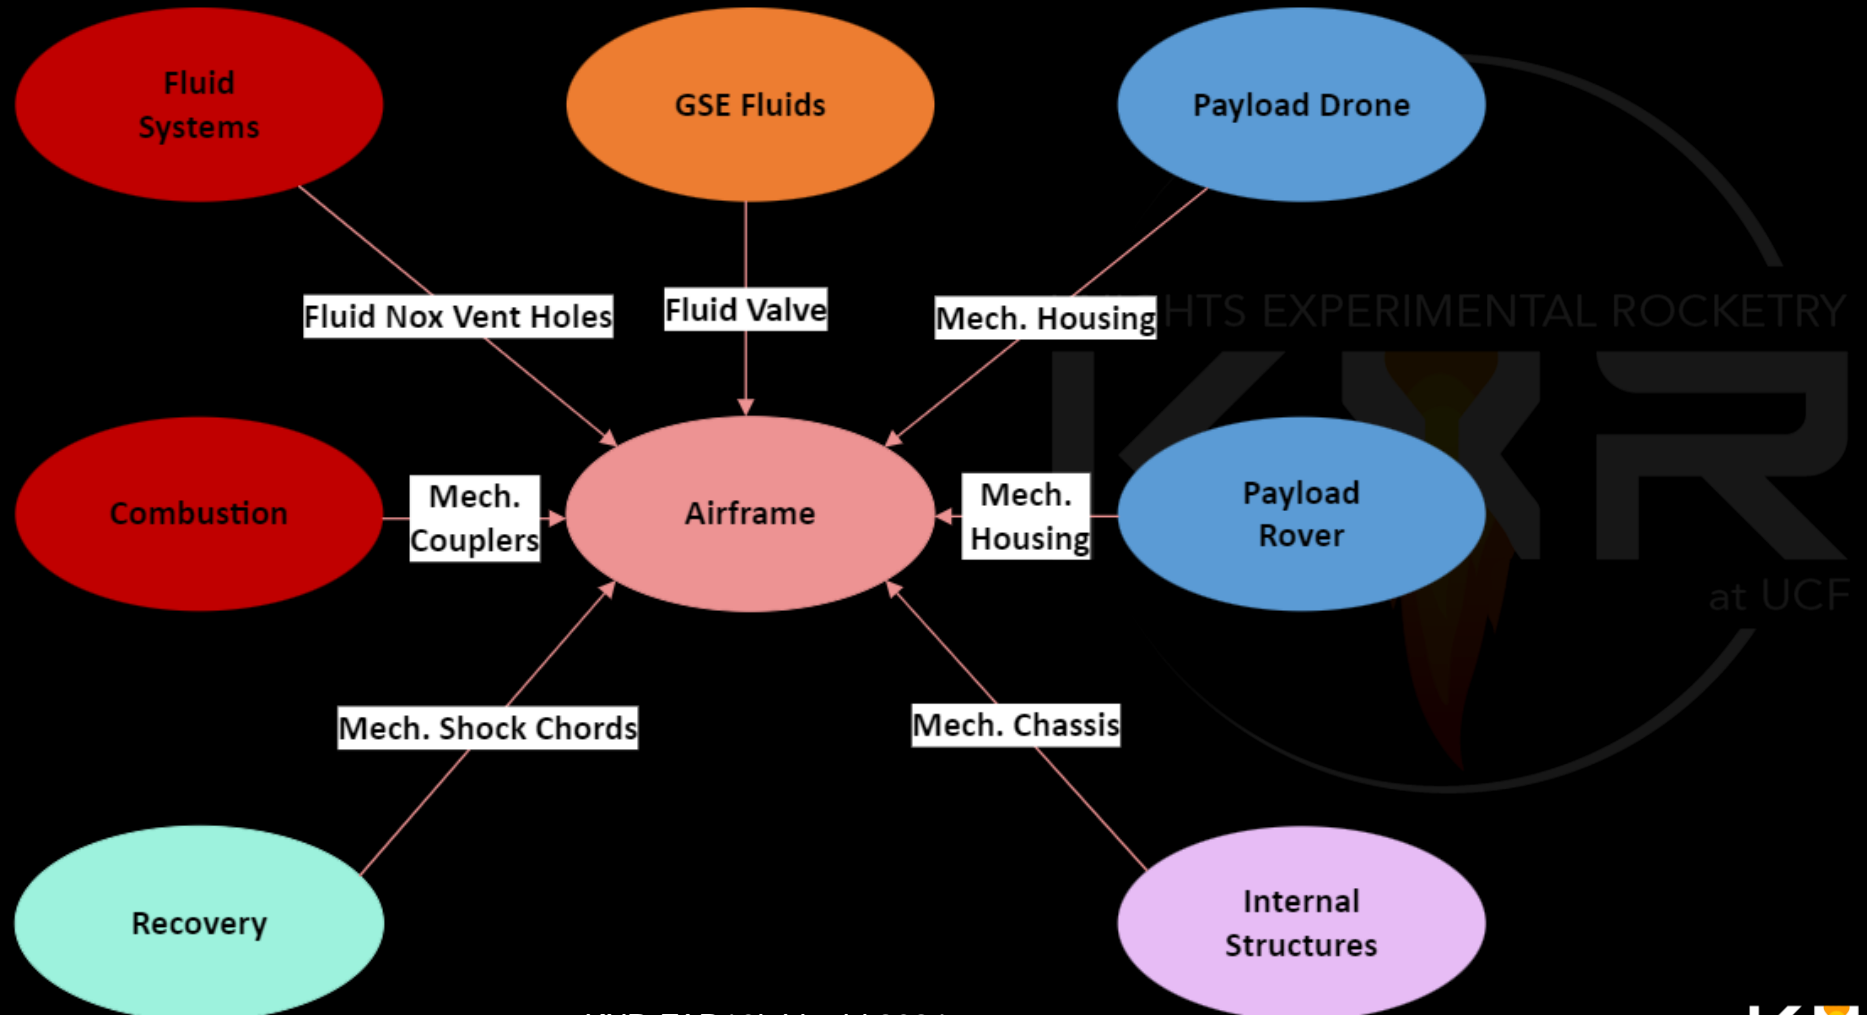 Fluid
Systems
GSE Fluids
Payload Drone
Fluid Nox Vent Holes
Fluid Valve
Mech. Housing
HTS EXPERIMENTAL ROCKETRY
KXR
at UCF
Combustion
Mech.
Couplers
Airframe
Mech.
Housing
Payload
Rover
Mech. Shock Chords
Mech. Chassis
Recovery
Internal
Structures